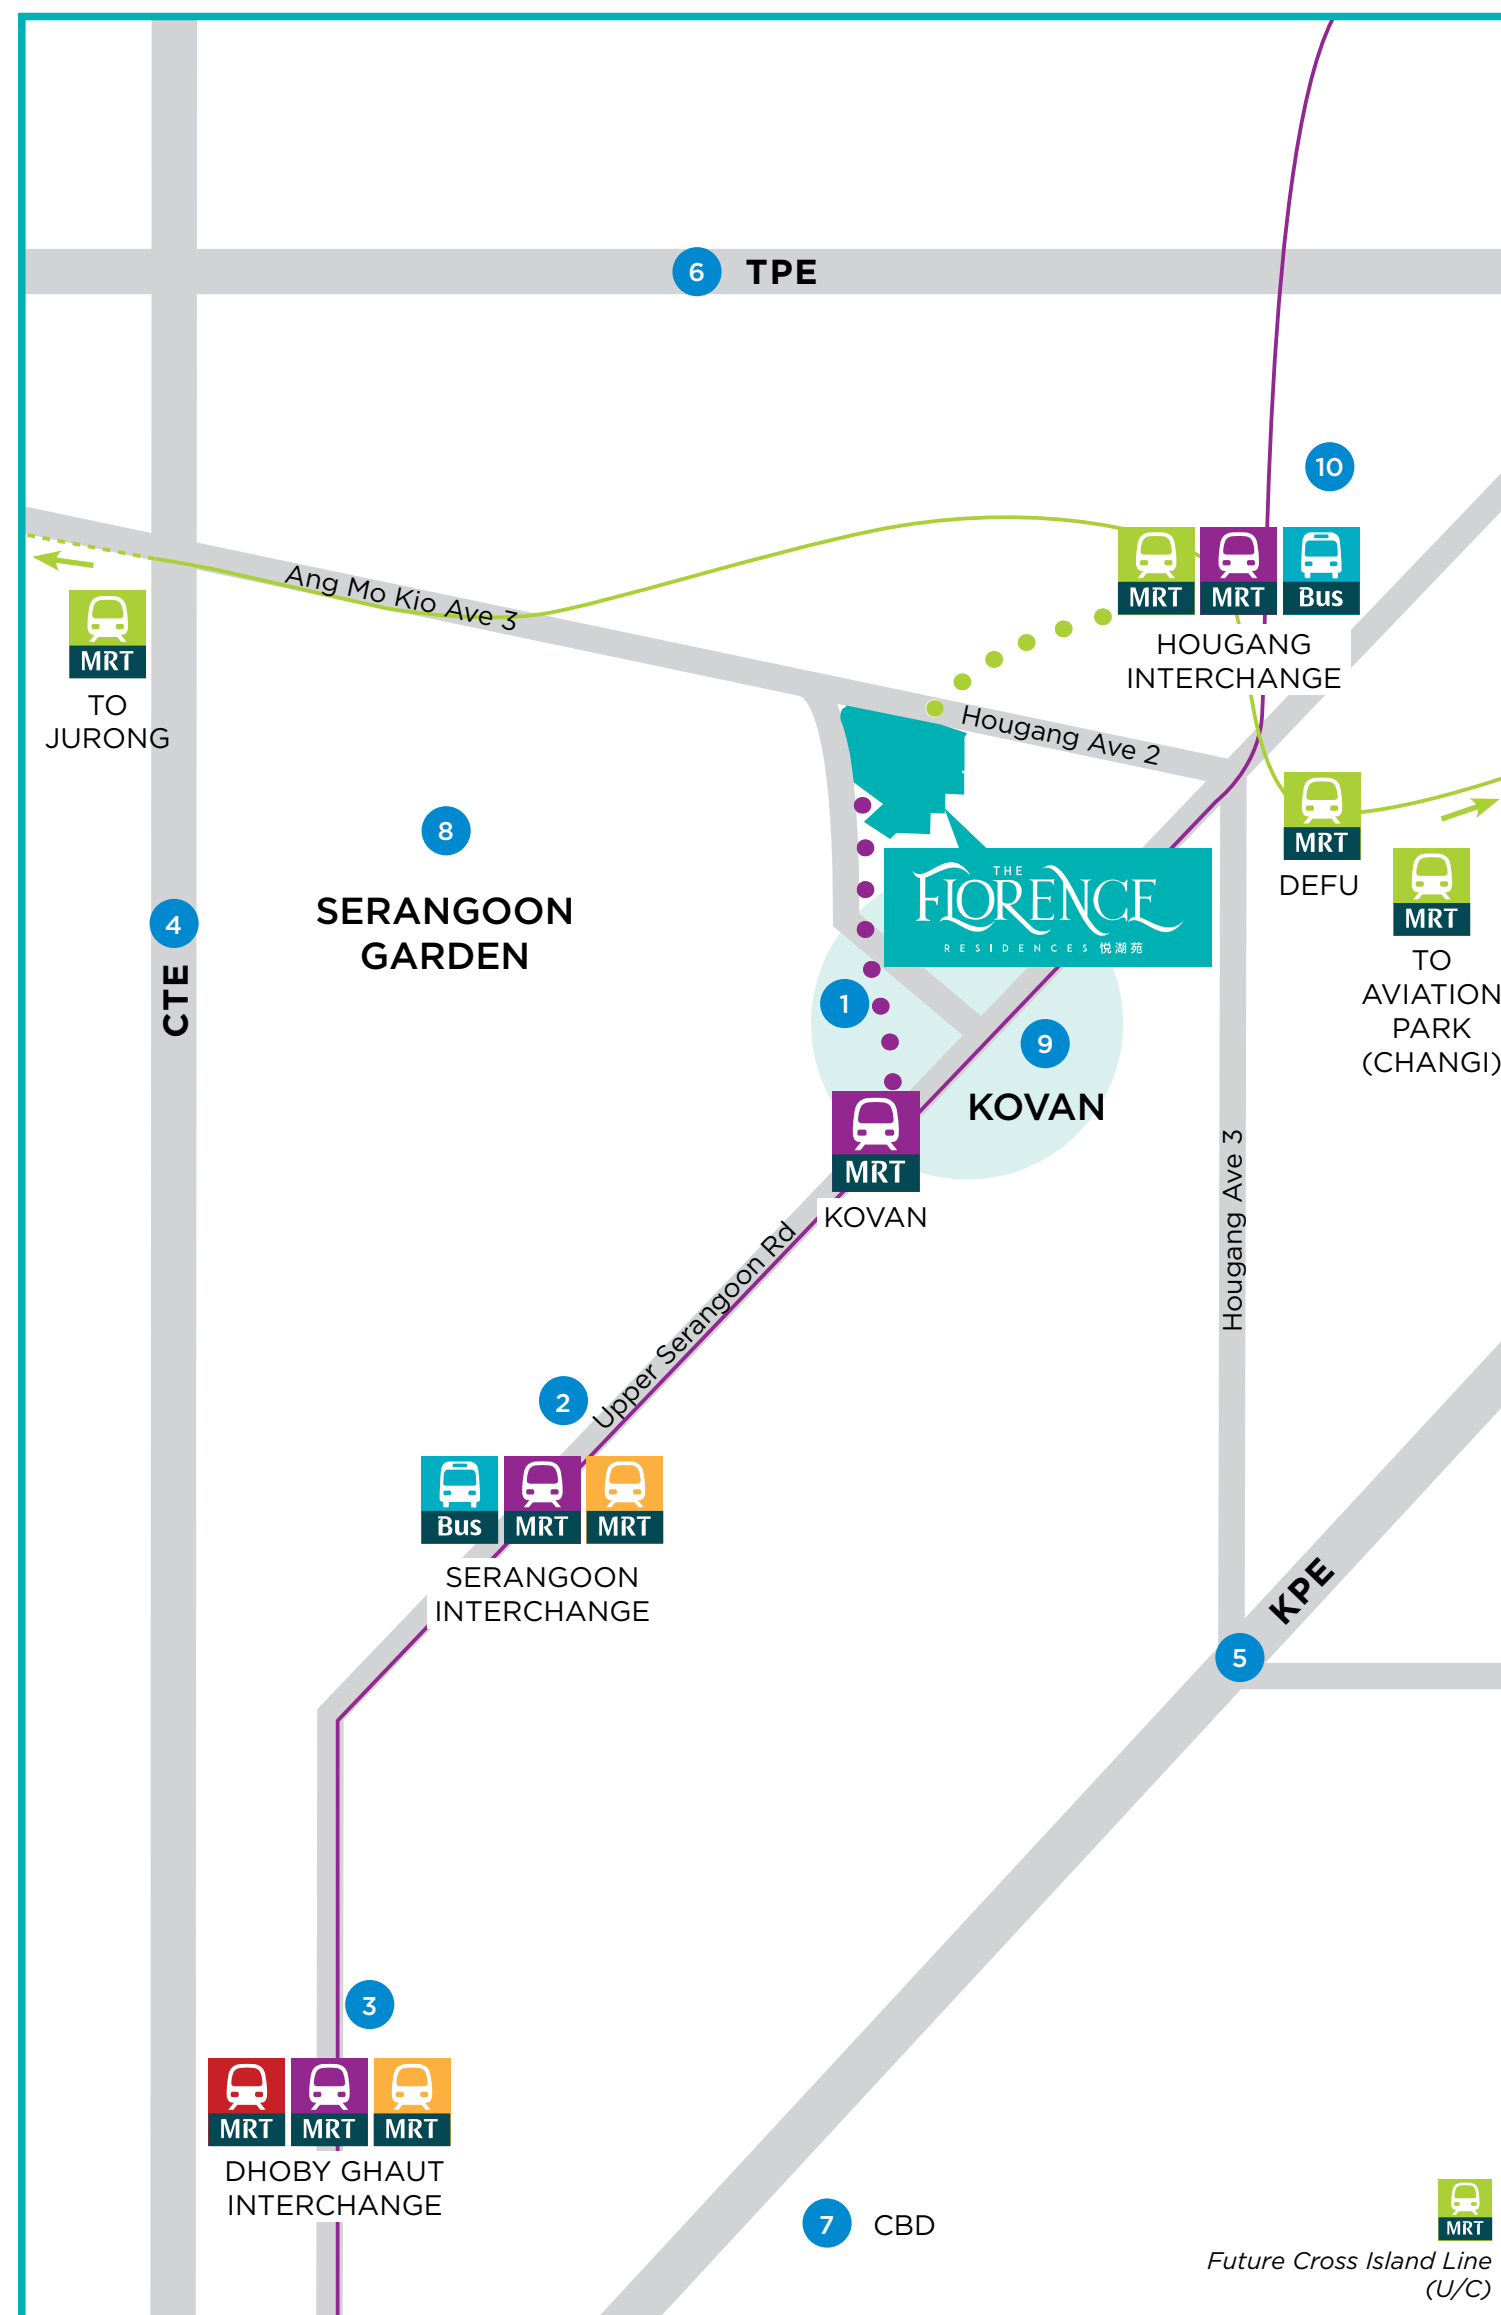 6
TPE
10
Ang Mo Kio Ave 3
MRT
MRT
Bus
HOUGANG
INTERCHANGE
MRT
TO
JURONG
Hougang Ave 2
8
SERANGOON
GARDEN
MRT
DEFU
THE
FLORENCE
RESIDENCES 悦湖苑
MRT
TO
AVIATION
PARK
(CHANGI)
4
CTE
1
9
KOVAN
MRT
KOVAN
Hougang Ave 3
Upper Serangoon Rd
2
Bus
MRT
MRT
SERANGOON
INTERCHANGE
KPE
5
3
MRT
MRT
MRT
DHOBY GHAUT
INTERCHANGE
7
CBD
MRT
Future Cross Island Line
(U/C)